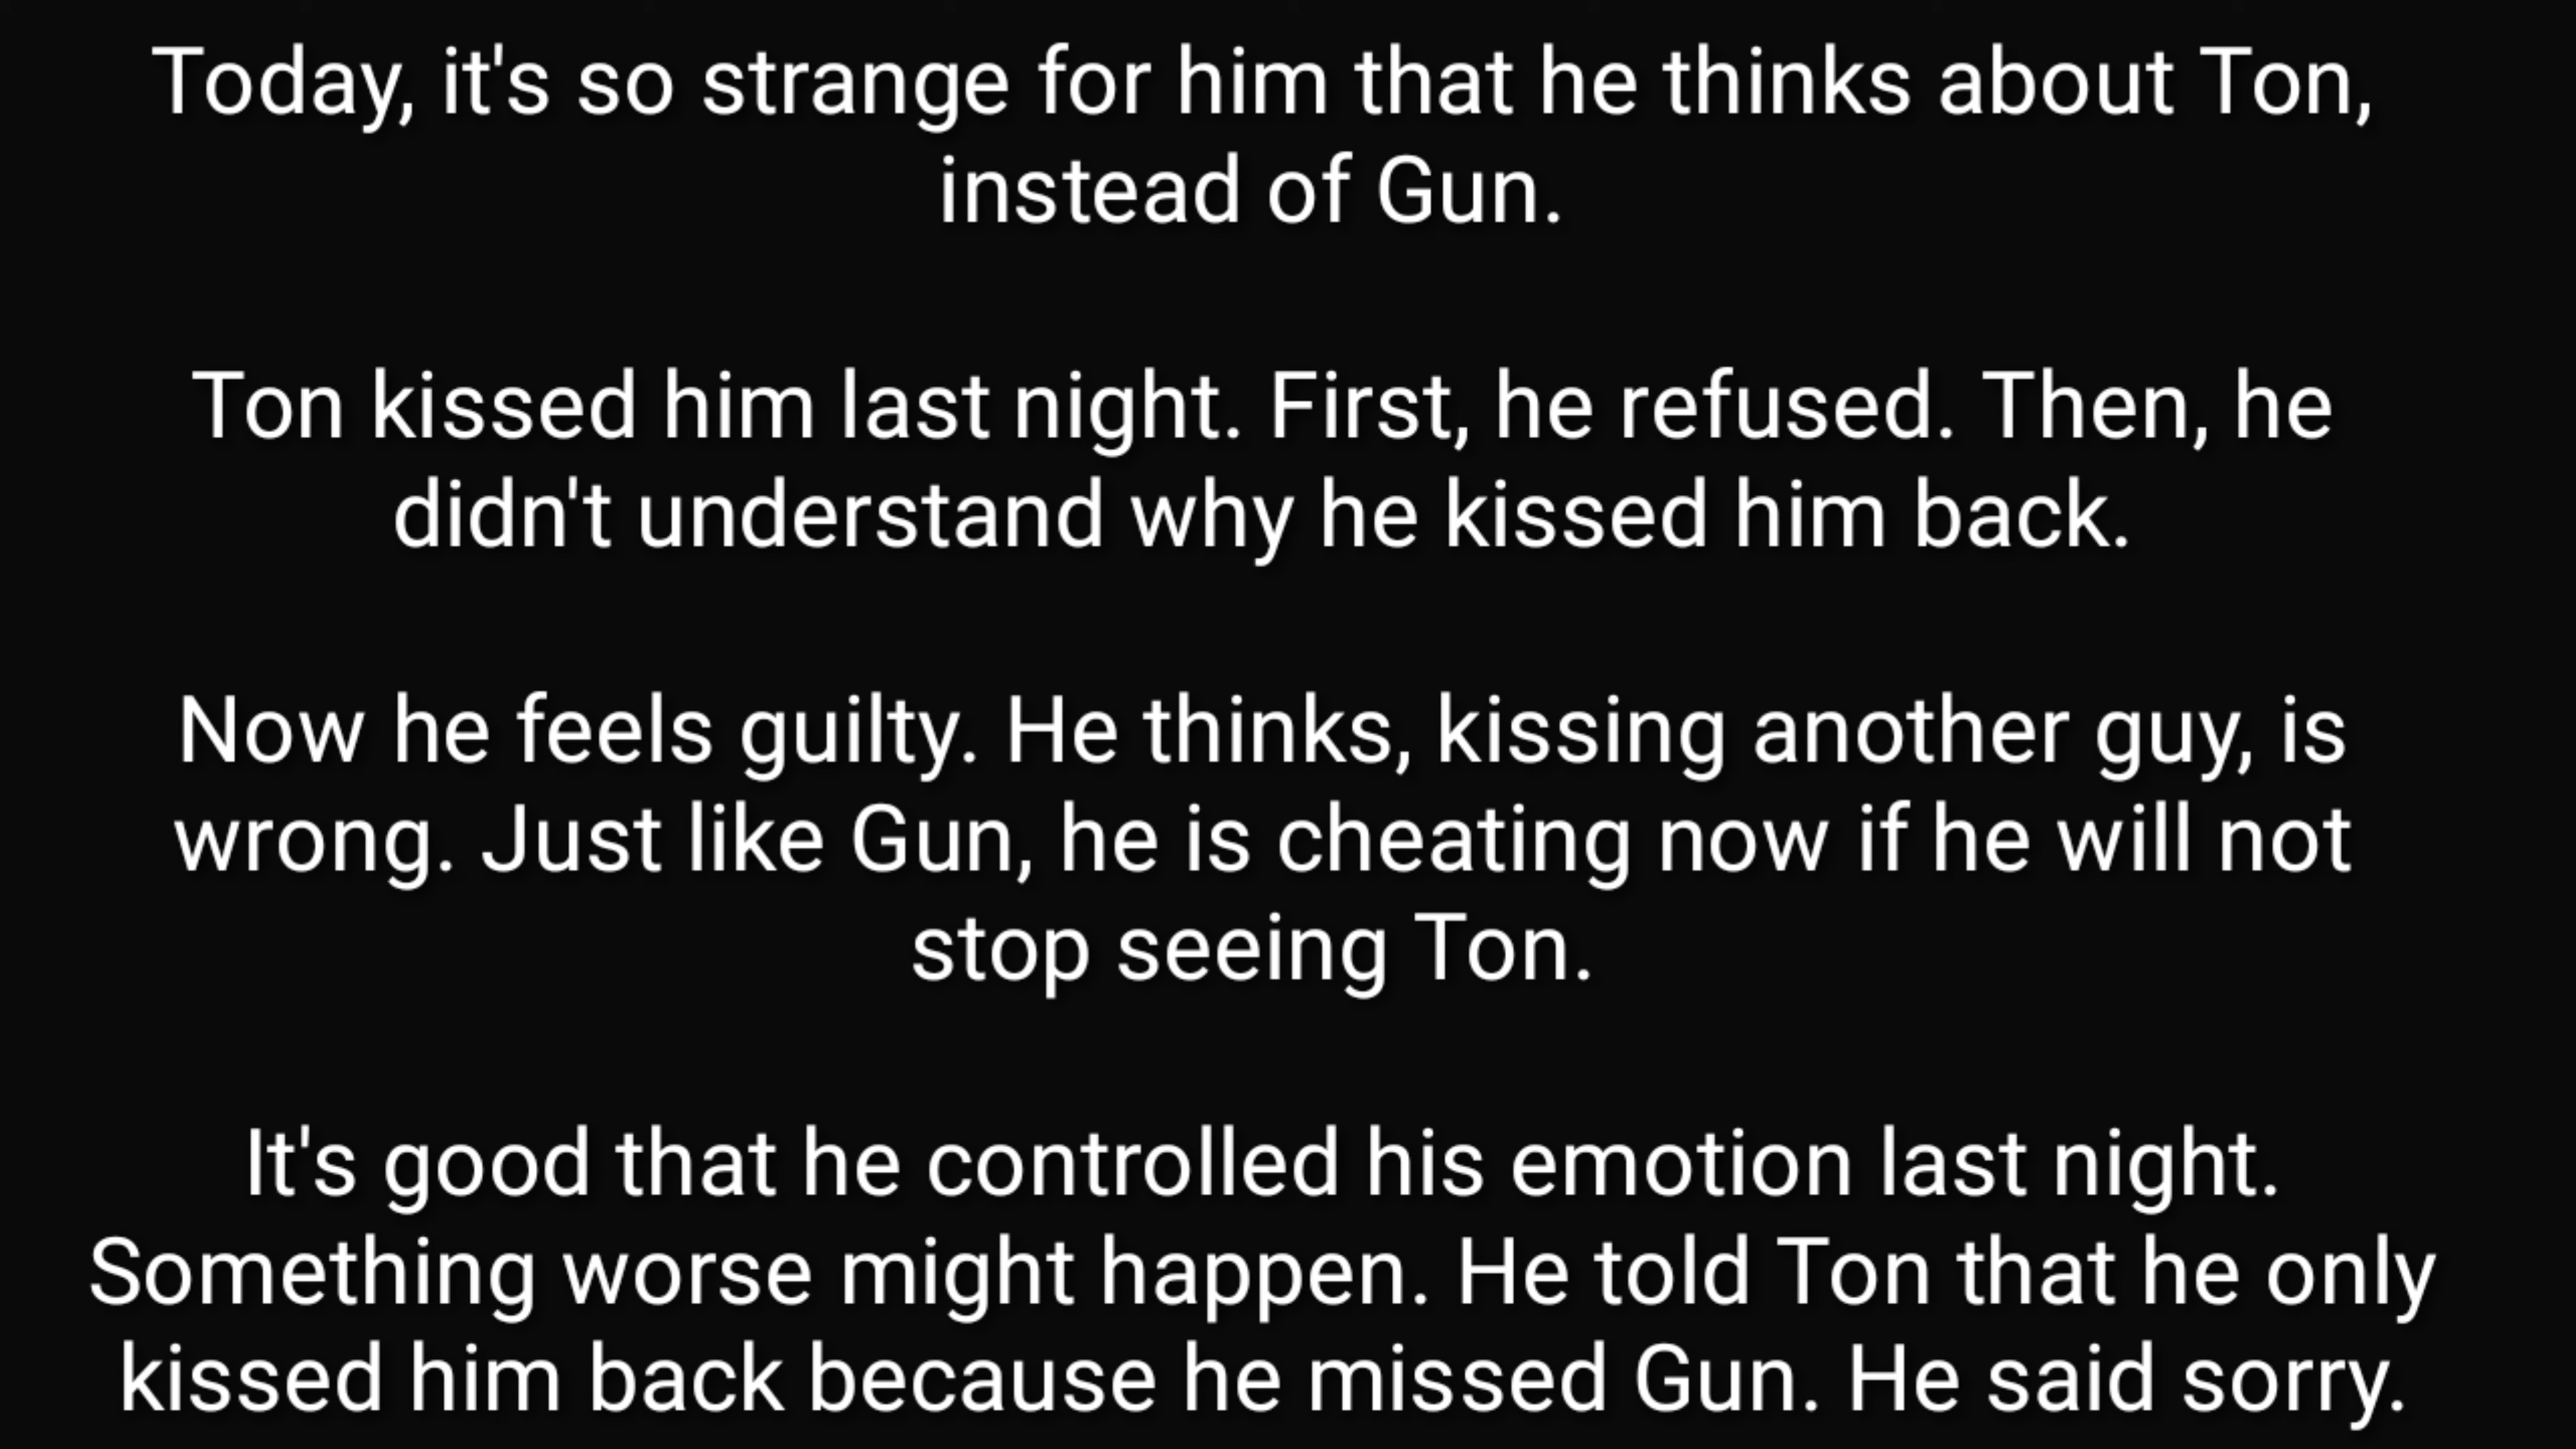 Today, it's so strange for him that he thinks about Ton,
instead of Gun.
Ton kissed him last night. First, he refused. Then, he
didn't understand why he kissed him back.
Now he feels guilty. He thinks, kissing another guy, is
wrong. Just like Gun, he is cheating now if he will not
stop seeing Ton.
It's good that he controlled his emotion last night.
Something worse might happen. He told Ton that he only
kissed him back because he missed Gun. He said sorry.